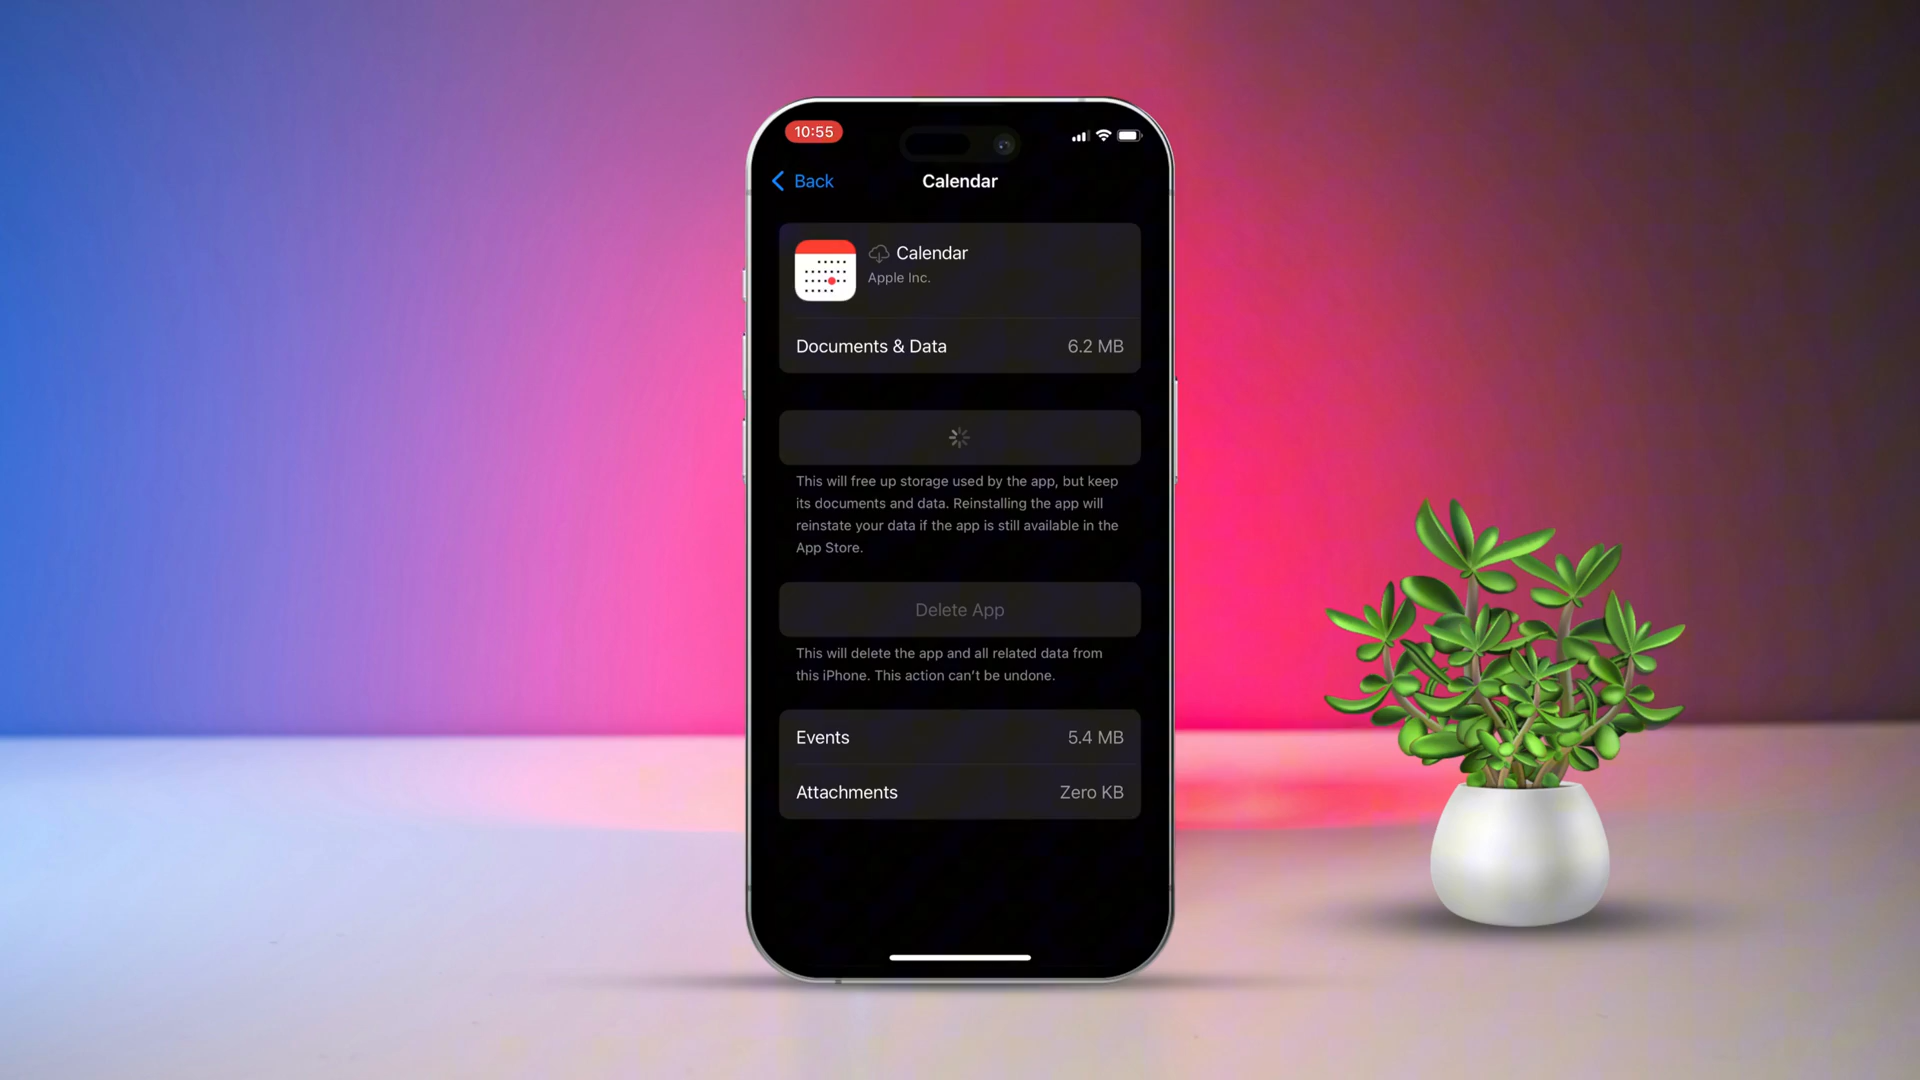 10:55
Back
Calendar
Calendar
Apple Inc.
Documents & Data 6.2 MB
This will free up storage used by the app, but keep
its documents and data. Reinstalling the app will
reinstate your data if the app is still available in the
App Store.
Delete App
This will delete the app and all related data from
this iPhone. This action can’t be undone.
Events 5.4 MB
Attachments Zero KB